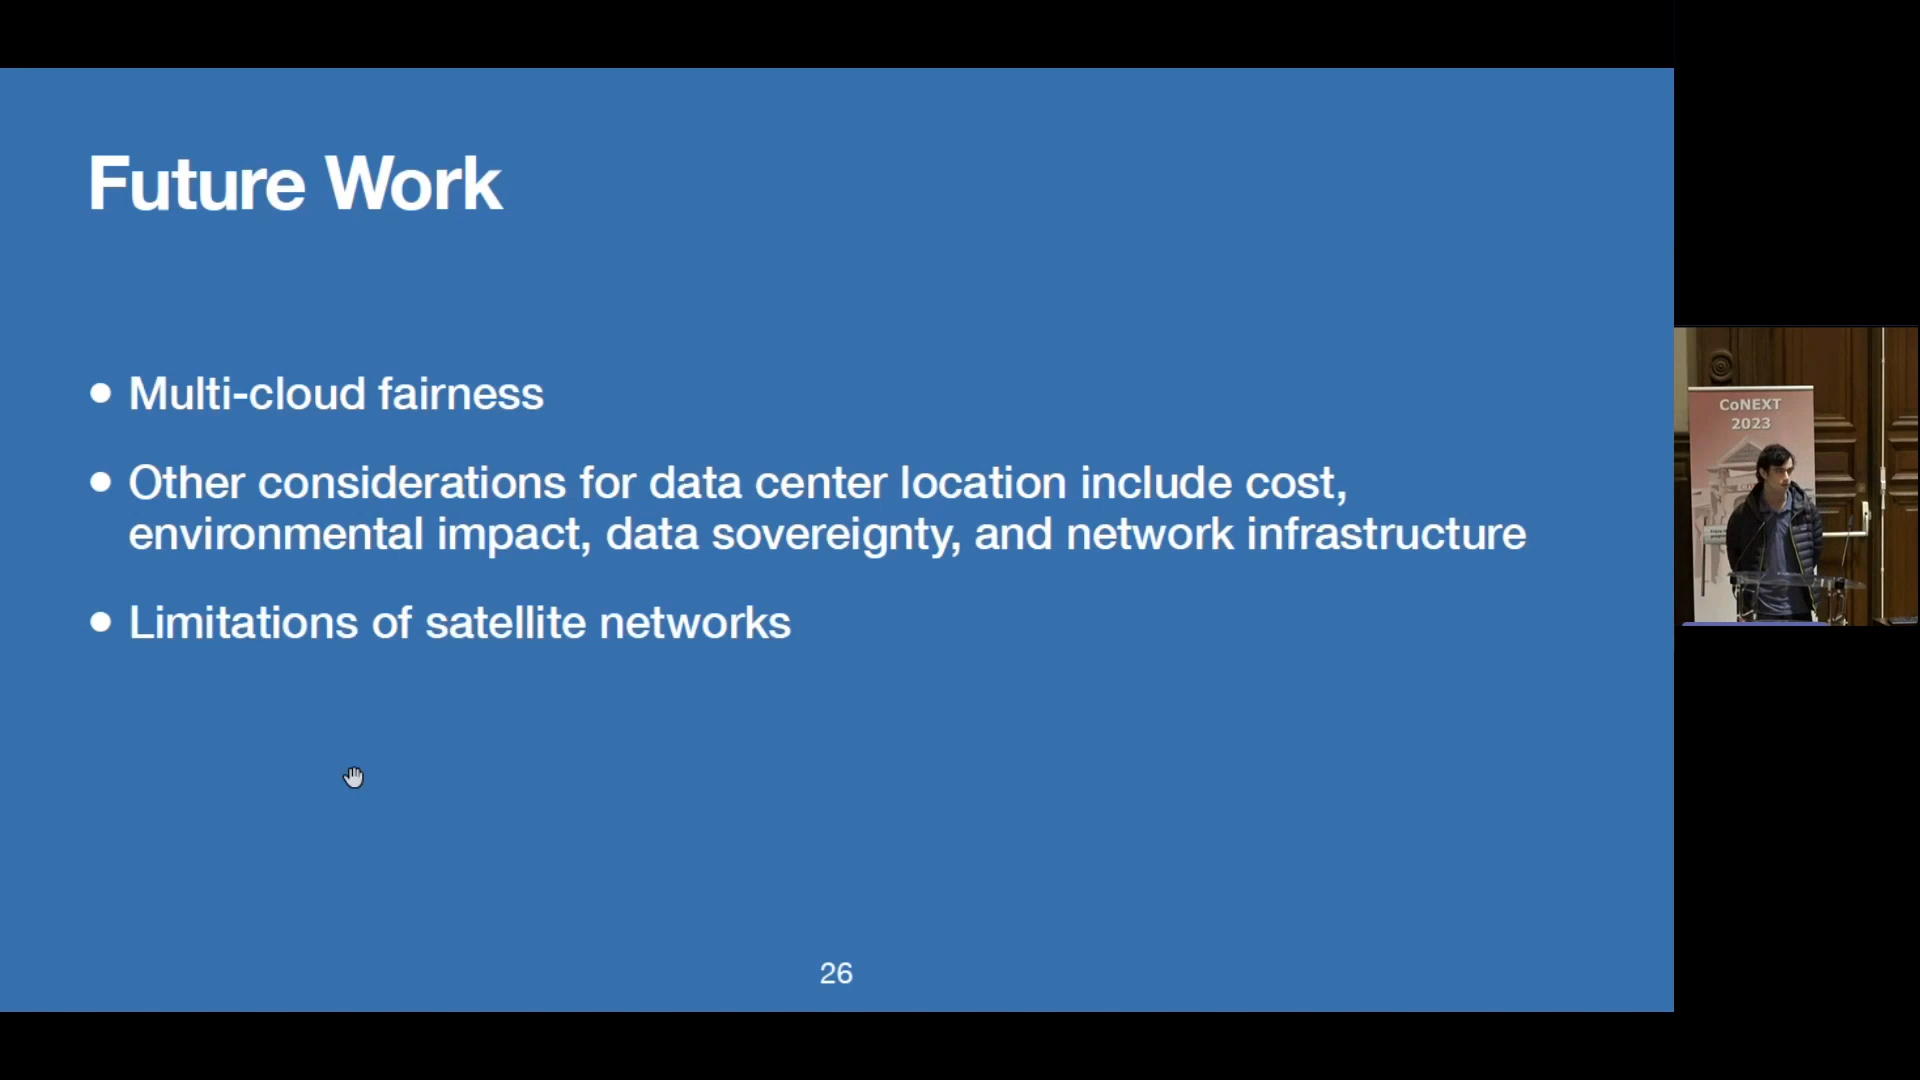 Future Work
• Multi-cloud fairness
• Other considerations for data center location include cost,
environmental impact, data sovereignty, and network infrastructure
• Limitations of satellite networks
26
CoNEXT
2023